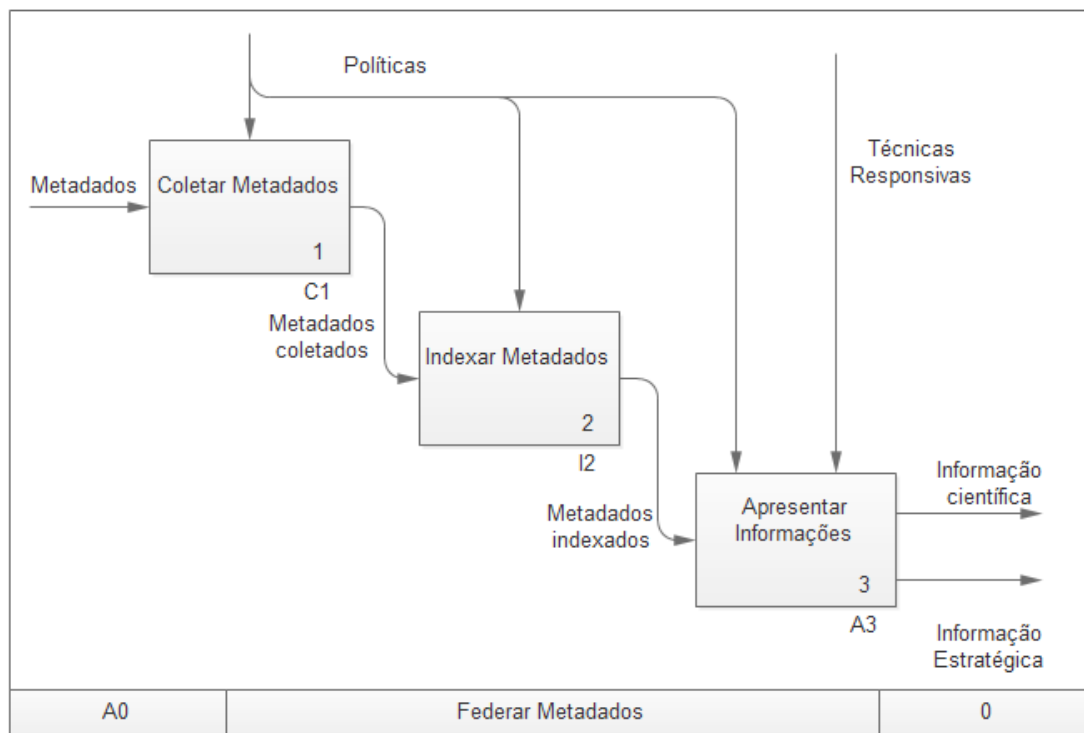 Políticas
Técnicas
Responsivas
Metadados
Coletar Metadados
1
C1
Metadados
coletados
Indexar Metadados
2
I2
Metadados
indexados
Apresentar
Informações
3
A3
Informação
científica
Informação
Estratégica
A0
Federar Metadados
0